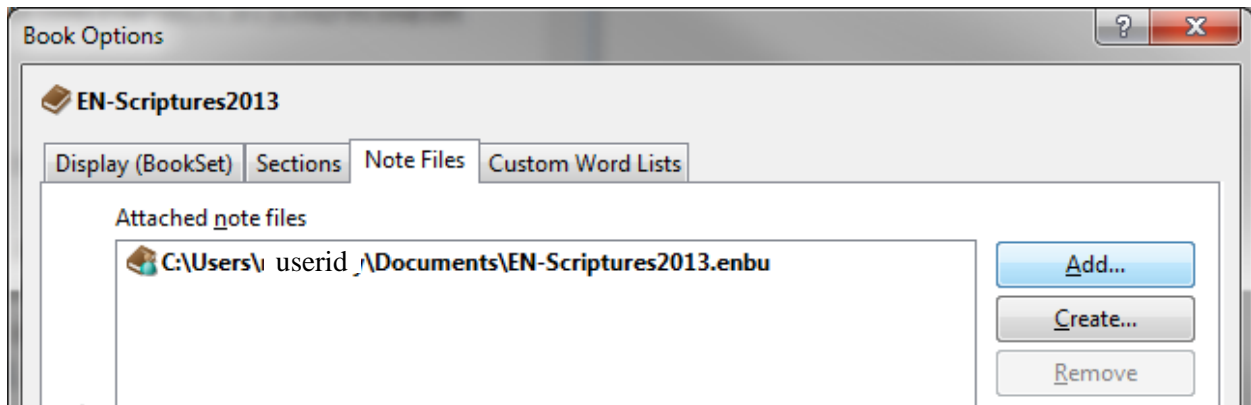 Book Options
?
X
EN-Scriptures2013
Display (BookSet) Sections Note Files Custom Word Lists
Attached note files
C:\Users\ userid \Documents\EN-Scriptures2013.enbu
Add...
Create...
Remove